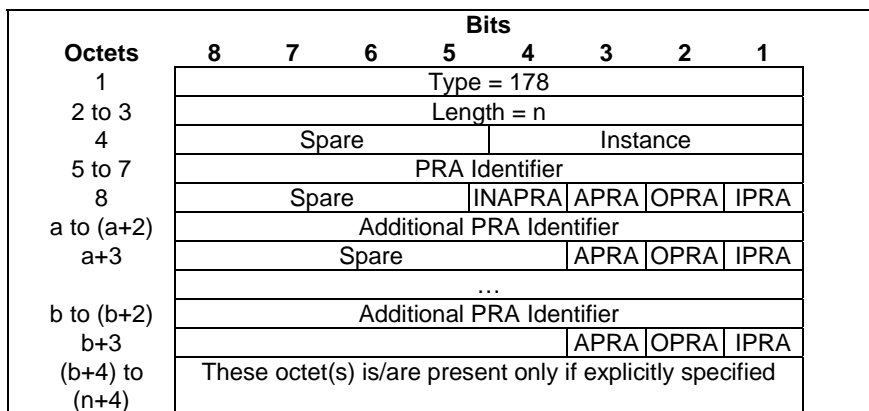 Bits
Octets 8 7 6 5 4 3 2 1
1 Type = 178
2 to 3 Length = n
4 Spare Instance
5 to 7 PRA Identifier
8 Spare INAPRA APRA OPRA IPRA
a to (a+2) Additional PRA Identifier
a+3 Spare APRA OPRA IPRA
…
b to (b+2) Additional PRA Identifier
b+3 APRA OPRA IPRA
(b+4) to These octet(s) is/are present only if explicitly specified
(n+4)